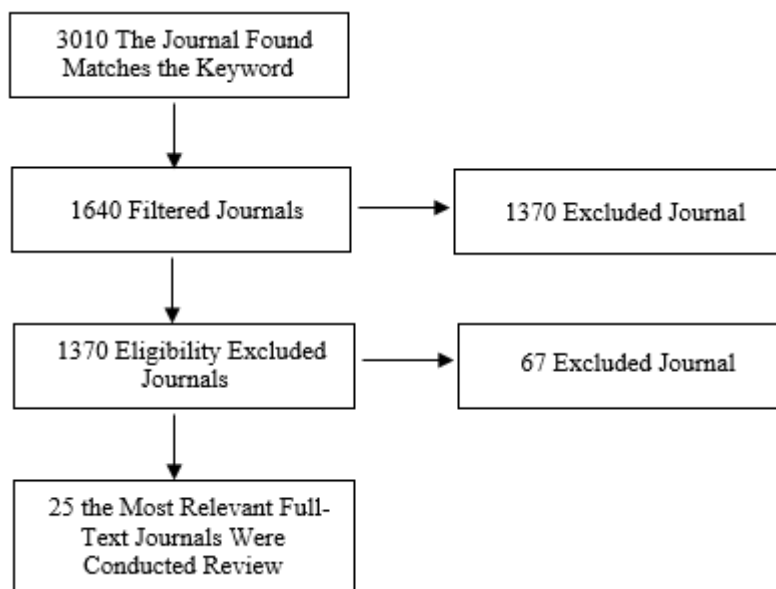 3010 The Journal Found
Matches the Keyword
1640 Filtered Journals
1370 Excluded Journal
1370 Eligibility Excluded
Journals
67 Excluded Journal
25 the Most Relevant Full-
Text Journals Were
Conducted Review